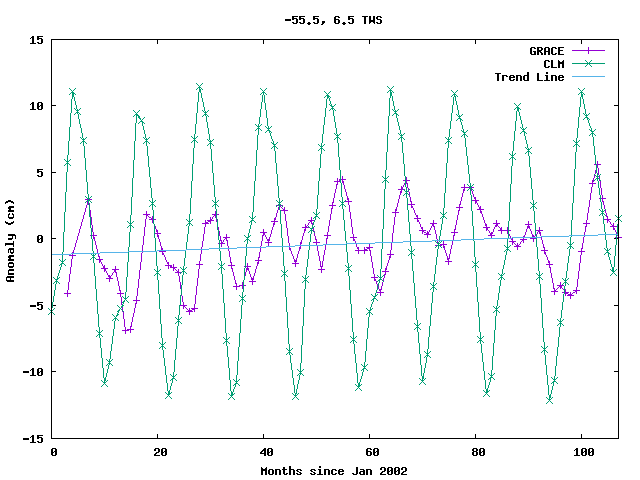 -55.5, 6.5 TWS
GRACE
CLM
Trend Line
15
10
5
0
-5
-10
-15
Anomaly (cm)
0 20 40 60 80 100
Months since Jan 2002